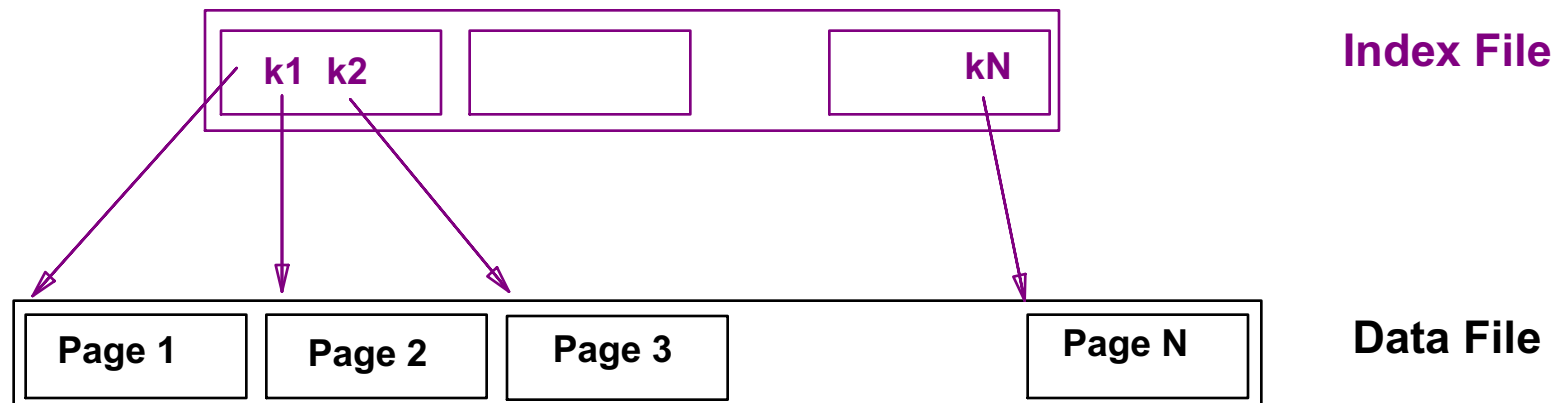 k1 k2
kN
Index File
Page 1
Page 2
Page 3
Page N
Data File